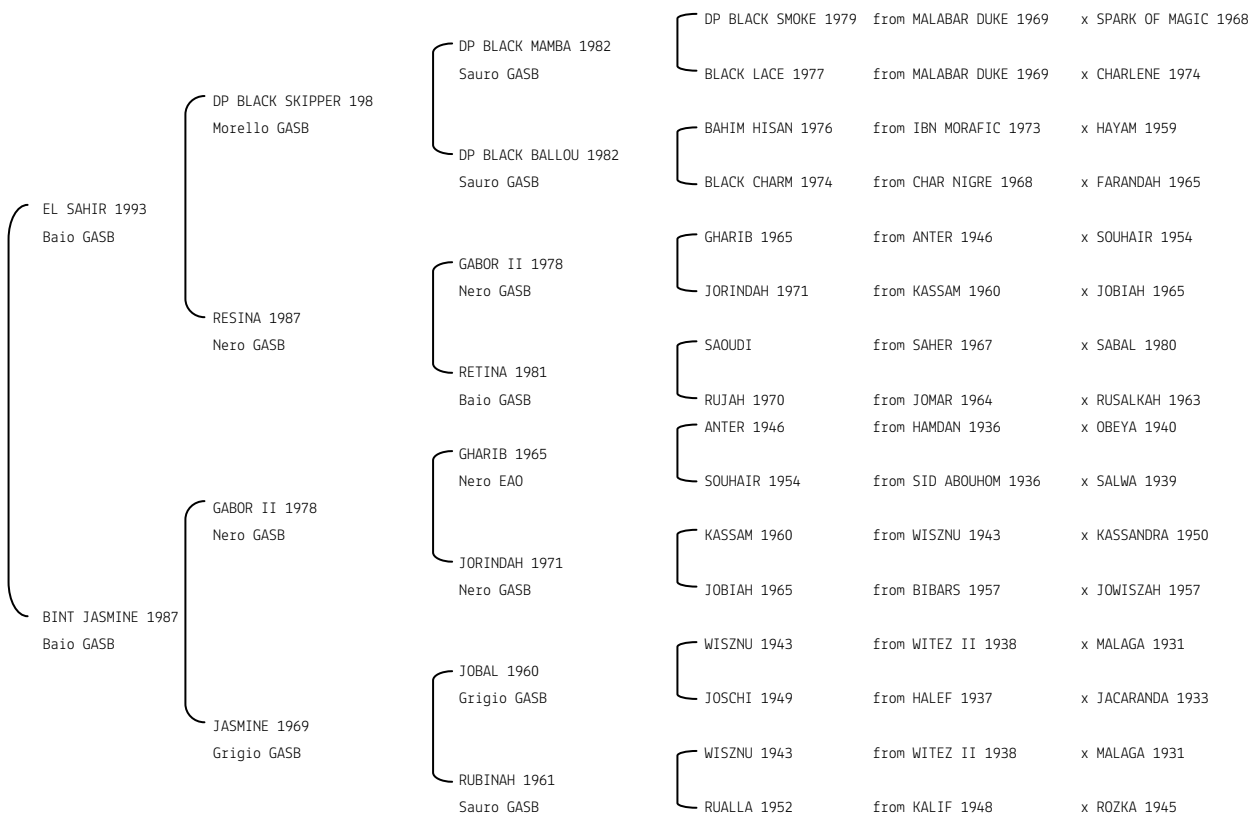 DP BLACK SMOKE 1979 from MALABAR DUKE 1969 x SPARK OF MAGIC 1968
DP BLACK MAMBA 1982
Sauro GASB
BLACK LACE 1977 from MALABAR DUKE 1969 x CHARLENE 1974
DP BLACK SKIPPER 198
Morello GASB
BAHIM HISAN 1976 from IBN MORAFIC 1973 x HAYAM 1959
DP BLACK BALLOU 1982
Sauro GASB
BLACK CHARM 1974 from CHAR NIGRE 1968 x FARANDAH 1965
EL SAHIR 1993
Baio GASB
GHARIB 1965 from ANTER 1946 x SOUHAIR 1954
GABOR II 1978
Nero GASB
JORINDAH 1971 from KASSAM 1960 x JOBIAH 1965
RESINA 1987
Nero GASB
SAOUDI from SAHER 1967 x SABAL 1980
RETINA 1981
Baio GASB
RUJAH 1970 from JOMAR 1964 x RUSALKAH 1963
ANTER 1946 from HAMDAN 1936 x OBEYA 1940
GHARIB 1965
Nero EAO
SOUHAIR 1954 from SID ABOUHOM 1936 x SALWA 1939
GABOR II 1978
Nero GASB
KASSAM 1960 from WISZNU 1943 x KASSANDRA 1950
JORINDAH 1971
Nero GASB
JOBIAH 1965 from BIBARS 1957 x JOWISZAH 1957
BINT JASMINE 1987
Baio GASB
WISZNU 1943 from WITEZ II 1938 x MALAGA 1931
JOBAL 1960
Grigio GASB
JOSCHI 1949 from HALEF 1937 x JACARANDA 1933
JASMINE 1969
Grigio GASB
WISZNU 1943 from WITEZ II 1938 x MALAGA 1931
RUBINAH 1961
Sauro GASB
RUALLA 1952 from KALIF 1948 x ROZKA 1945